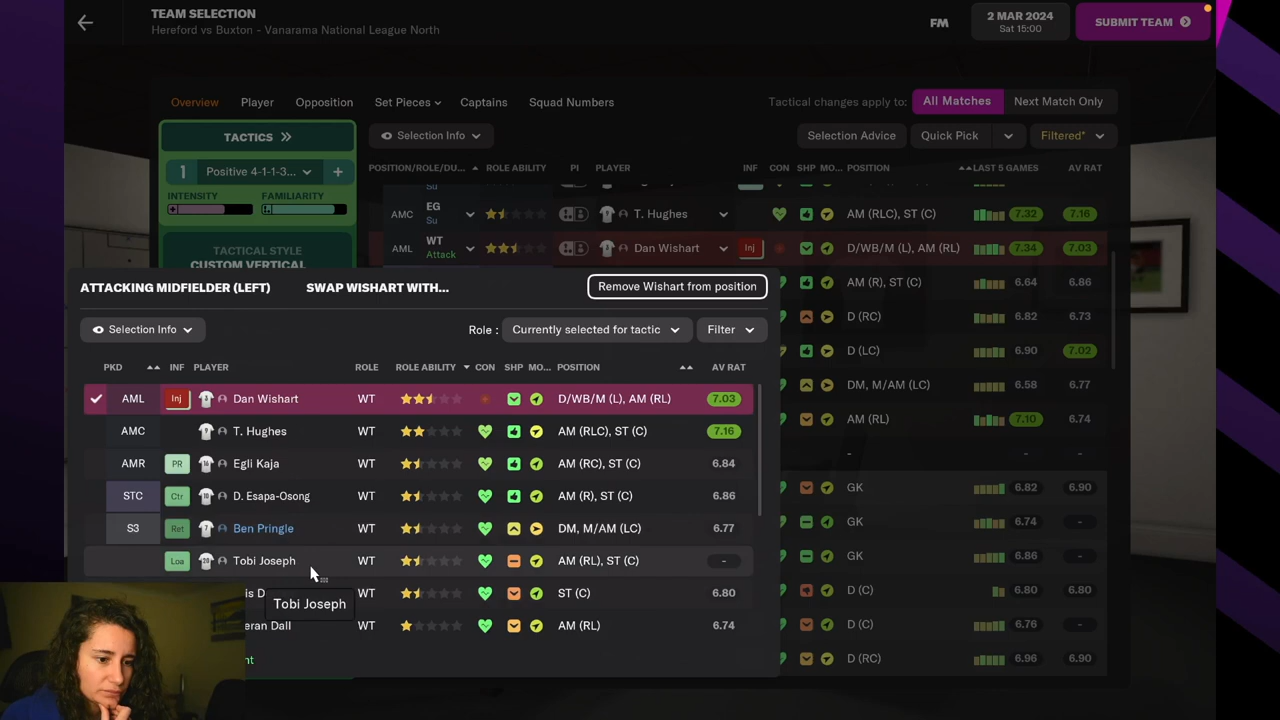 TEAM SELECTION
Hereford vs Buxton - Vanarama National League North
FM
2 MAR 2024
Sat 15:00
SUBMIT TEAM
Overview Player Opposition Set Pieces Captains Squad Numbers
Tactical changes apply to: All Matches Next Match Only
TACTICS
Selection Info
Selection Advice Quick Pick Filtered*
1 Positive 4-1-1-3...
POSITION/ROLE/DU... ROLE ABILITY PI PLAYER INF CON SHP MO... POSITION LAST 5 GAMES AV RAT
INTENSITY FAMILIARITY
Su
AMC EG Su T. Hughes AM (RLC), ST (C) 7.32 7.16
TACTICAL STYLE
CUSTOM VERTICAL
AML WT Attack Dan Wishart Inj D/WB/M (L), AM (RL) 7.34 7.03
AM (R), ST (C) 6.64 6.86
D (RC) 6.82 6.73
D (LC) 6.90 7.02
DM, M/AM (LC) 6.58 6.77
AM (RL) 7.10 6.74
- - -
GK 6.82 6.90
GK 6.74 -
GK 6.86 -
D (C) 6.80 6.80
D (C) 6.76 -
D (RC) 6.96 6.90
ATTACKING MIDFIELDER (LEFT) SWAP WISHART WITH... Remove Wishart from position
Selection Info Role : Currently selected for tactic Filter
PKD INF PLAYER ROLE ROLE ABILITY CON SHP MO... POSITION AV RAT
AML Inj Dan Wishart WT D/WB/M (L), AM (RL) 7.03
AMC T. Hughes WT AM (RLC), ST (C) 7.16
AMR PR 16 Egli Kaja WT AM (RC), ST (C) 6.84
STC Ctr 10 D. Esapa-Osong WT AM (R), ST (C) 6.86
S3 Ret 7 Ben Pringle WT DM, M/AM (LC) 6.77
Loa 20 Tobi Joseph WT AM (RL), ST (C) -
Tobi Joseph
WT ST (C) 6.80
Dall WT AM (RL) 6.74